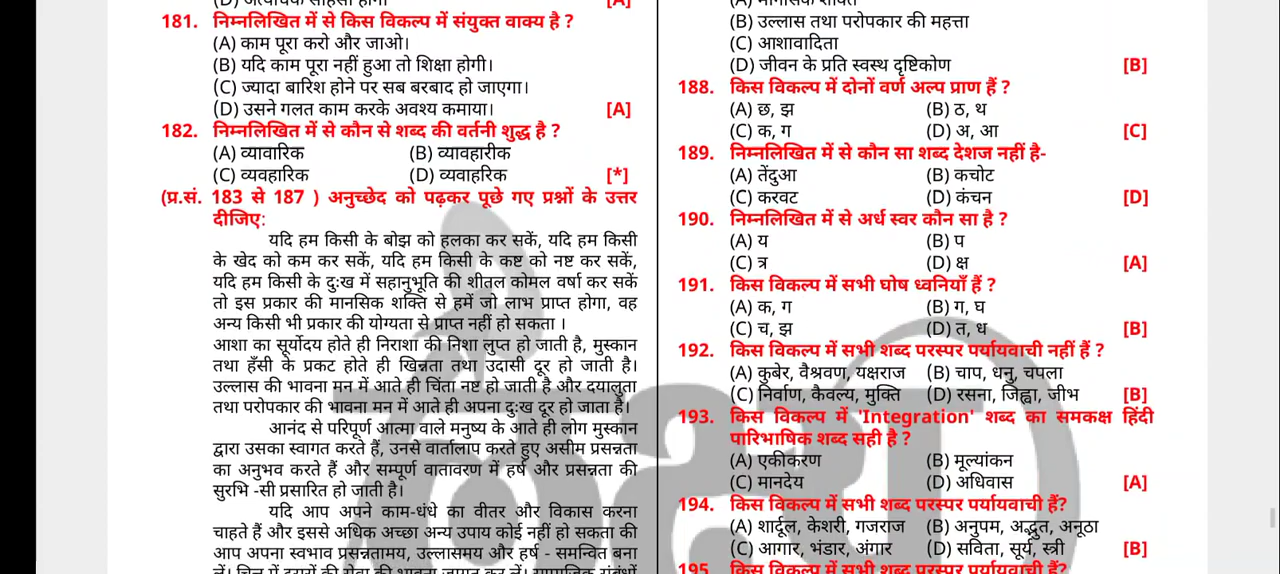 [A]
181. निम्नलिखित में से किस विकल्प में संयुक्त वाक्य है ?
(A) काम पूरा करो और जाओ।
(B) यदि काम पूरा नहीं हुआ तो शिक्षा होगी।
(C) ज्यादा बारिश होने पर सब बरबाद हो जाएगा।
(D) उसने गलत काम करके अवश्य कमाया। [A]
182. निम्नलिखित में से कौन से शब्द की वर्तनी शुद्ध है ?
(A) व्यावारिक (B) व्यावहारीक
(C) व्यवहारिक (D) व्यवाहरिक [*]
(प्र.सं. 183 से 187 ) अनुच्छेद को पढ़कर पूछे गए प्रश्नों के उत्तर
दीजिए:
यदि हम किसी के बोझ को हलका कर सकें, यदि हम किसी
के खेद को कम कर सकें, यदि हम किसी के कष्ट को नष्ट कर सकें,
यदि हम किसी के दुःख में सहानुभूति की शीतल कोमल वर्षा कर सकें
तो इस प्रकार की मानसिक शक्ति से हमें जो लाभ प्राप्त होगा, वह
अन्य किसी भी प्रकार की योग्यता से प्राप्त नहीं हो सकता ।
आशा का सूर्योदय होते ही निराशा की निशा लुप्त हो जाती है, मुस्कान
तथा हँसी के प्रकट होते ही खिन्नता तथा उदासी दूर हो जाती है।
उल्लास की भावना मन में आते ही चिंता नष्ट हो जाती है और दयालुता
तथा परोपकार की भावना मन में आते ही अपना दुःख दूर हो जाता है।
आनंद से परिपूर्ण आत्मा वाले मनुष्य के आते ही लोग मुस्कान
द्वारा उसका स्वागत करते हैं, उनसे वार्तालाप करते हुए असीम प्रसन्नता
का अनुभव करते हैं और सम्पूर्ण वातावरण में हर्ष और प्रसन्नता की
सुरभि -सी प्रसारित हो जाती है।
यदि आप अपने काम-धंधे का वीतर और विकास करना
चाहते हैं और इससे अधिक अच्छा अन्य उपाय कोई नहीं हो सकता की
आप अपना स्वभाव प्रसन्नतामय, उल्लासमय और हर्ष - समन्वित बना
(B) उल्लास तथा परोपकार की महत्ता
(C) आशावादिता
(D) जीवन के प्रति स्वस्थ दृष्टिकोण [B]
188. किस विकल्प में दोनों वर्ण अल्प प्राण हैं ?
(A) छ, झ (B) ठ, थ
(C) क, ग (D) अ, आ [C]
189. निम्नलिखित में से कौन सा शब्द देशज नहीं है-
(A) तेंदुआ (B) कचोट
(C) करवट (D) कंचन [D]
190. निम्नलिखित में से अर्ध स्वर कौन सा है ?
(A) य (B) प
(C) त्र (D) क्ष [A]
191. किस विकल्प में सभी घोष ध्वनियाँ हैं ?
(A) क, ग (B) ग, घ
(C) च, झ (D) त, ध [B]
192. किस विकल्प में सभी शब्द परस्पर पर्यायवाची नहीं हैं ?
(A) कुबेर, वैश्रवण, यक्षराज (B) चाप, धनु, चपला
(C) निर्वाण, कैवल्य, मुक्ति (D) रसना, जिह्वा, जीभ [B]
193. किस विकल्प में 'Integration' शब्द का समकक्ष हिंदी
पारिभाषिक शब्द सही है ?
(A) एकीकरण (B) मूल्यांकन
(C) मानदेय (D) अधिवास [A]
194. किस विकल्प में सभी शब्द परस्पर पर्यायवाची हैं?
(A) शार्दूल, केशरी, गजराज (B) अनुपम, अद्भुत, अनूठा
(C) आगार, भंडार, अंगार (D) सविता, सूर्य, स्त्री [B]
195. किस विकल्प में सभी शब्द परस्पर पर्यायवाची हैं?